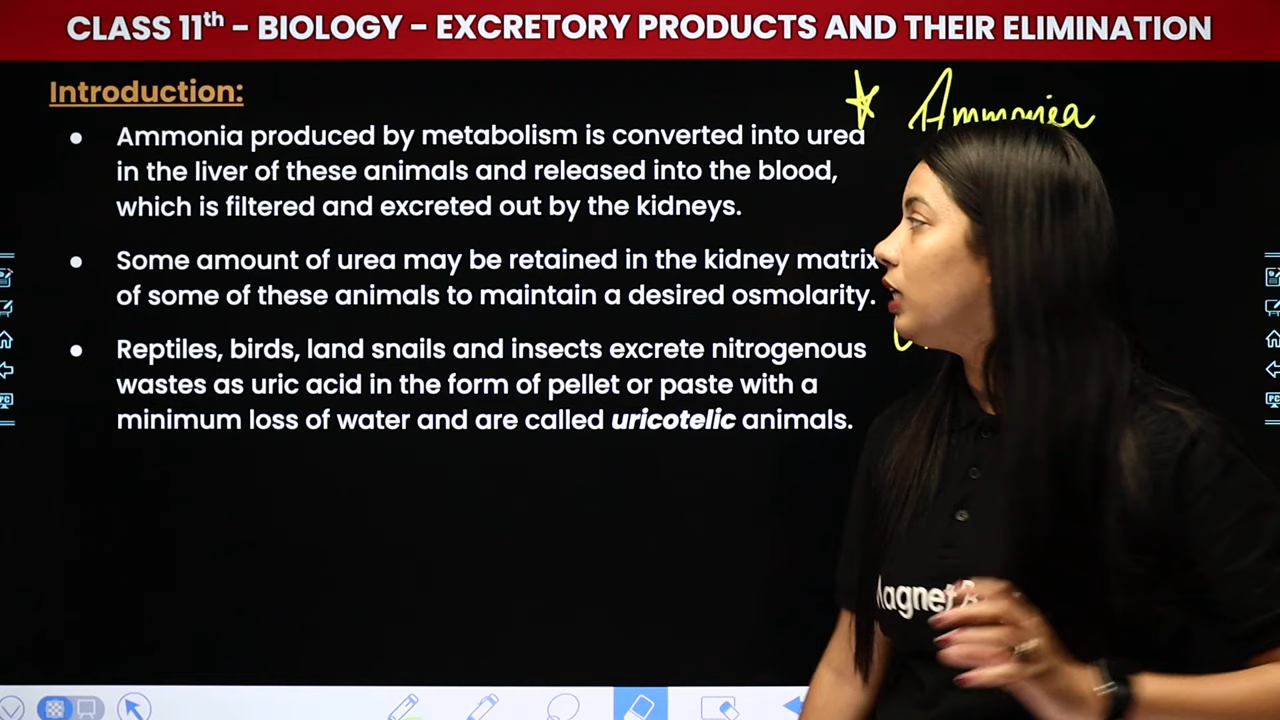 CLASS 11th - BIOLOGY - EXCRETORY PRODUCTS AND THEIR ELIMINATION
Introduction:
Ammonia
• Ammonia produced by metabolism is converted into urea
in the liver of these animals and released into the blood,
which is filtered and excreted out by the kidneys.
• Some amount of urea may be retained in the kidney matrix
of some of these animals to maintain a desired osmolarity.
• Reptiles, birds, land snails and insects excrete nitrogenous
wastes as uric acid in the form of pellet or paste with a
minimum loss of water and are called uricotelic animals.